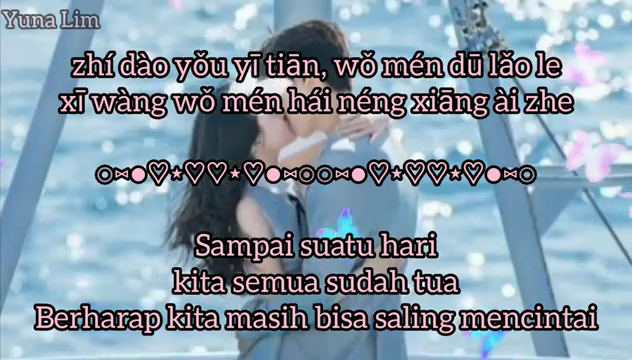 Yuna Lim
zhí dào yǒu yī tiān, wǒ mén dū lǎo le
xī wàng wǒ mén hái néng xiāng ài zhe
Sampai suatu hari
kita semua sudah tua
Berharap kita masih bisa saling mencintai